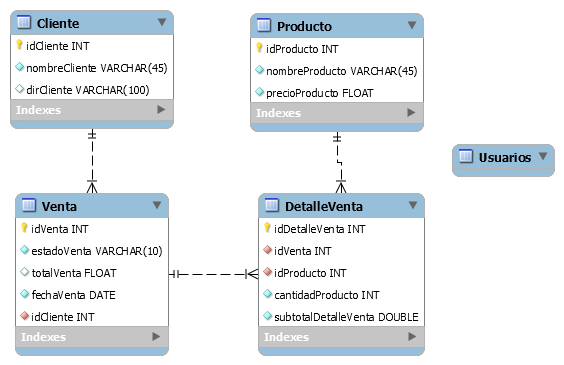 Cliente
idCliente INT
nombreCliente VARCHAR(45)
dirCliente VARCHAR(100)
Indexes
Producto
idProducto INT
nombreProducto VARCHAR(45)
precioProducto FLOAT
Indexes
Usuarios
Venta
idVenta INT
estadoVenta VARCHAR(10)
totalVenta FLOAT
fechaVenta DATE
idCliente INT
Indexes
DetalleVenta
idDetalleVenta INT
idVenta INT
idProducto INT
cantidadProducto INT
subtotalDetalleVenta DOUBLE
Indexes